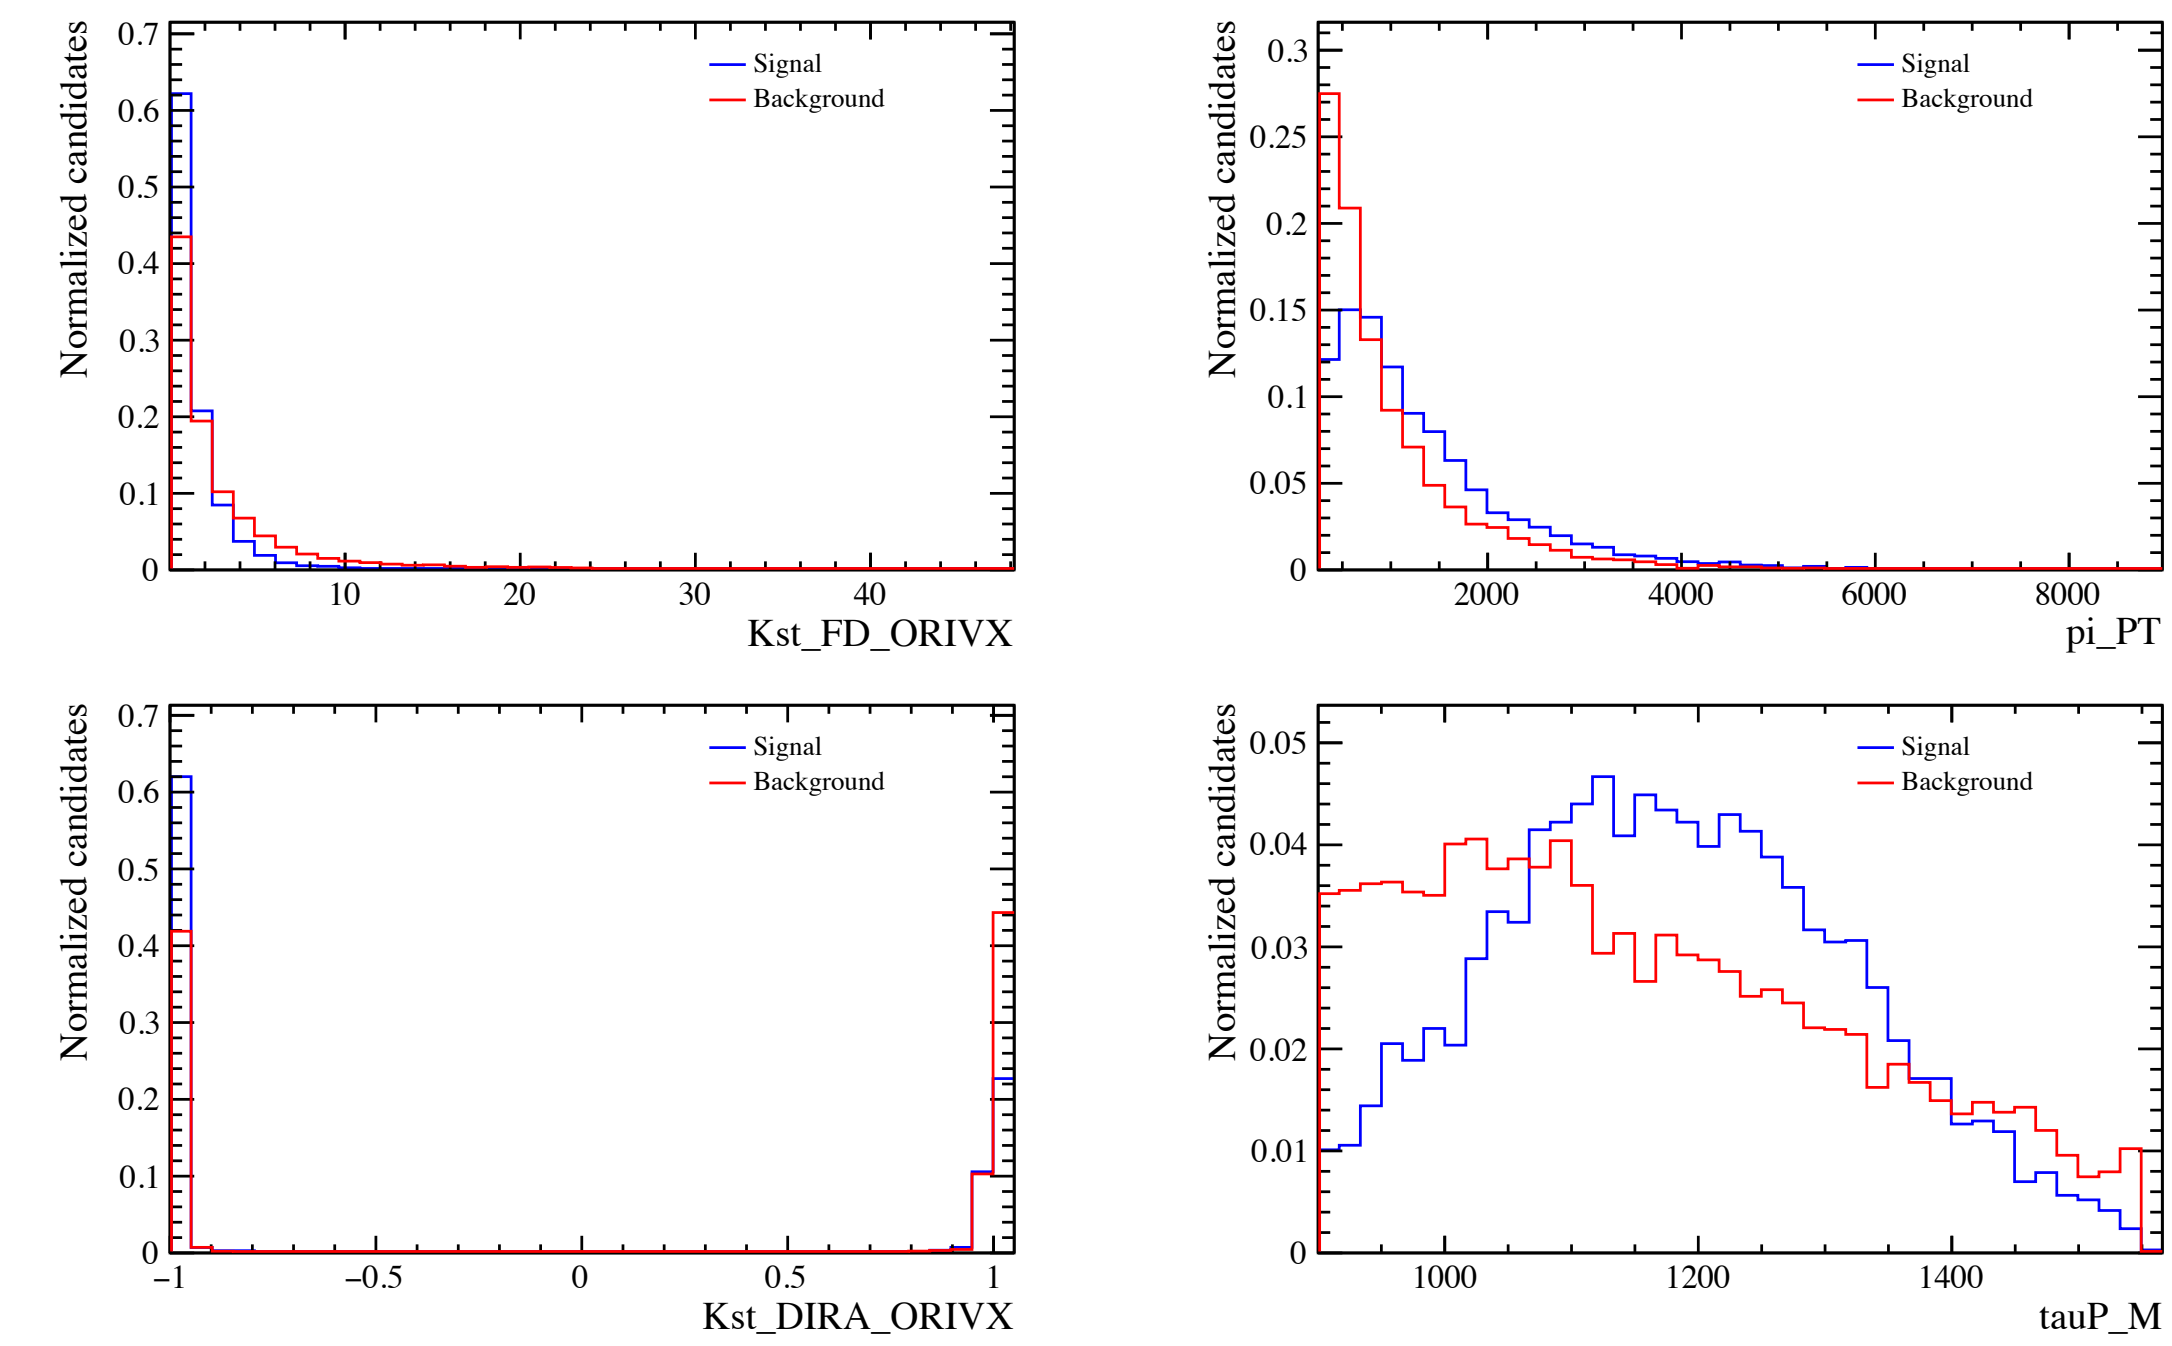 Normalized candidates
0.7
0.6
0.5
0.4
0.3
0.2
0.1
0
Signal
Background
10 20 30 40
Kst_FD_ORIVX
Normalized candidates
0.3
0.25
0.2
0.15
0.1
0.05
0
Signal
Background
2000 4000 6000 8000
pi_PT
Normalized candidates
0.7
0.6
0.5
0.4
0.3
0.2
0.1
0
Signal
Background
−1 −0.5 0 0.5 1
Kst_DIRA_ORIVX
Normalized candidates
0.05
0.04
0.03
0.02
0.01
0
Signal
Background
1000 1200 1400
tauP_M